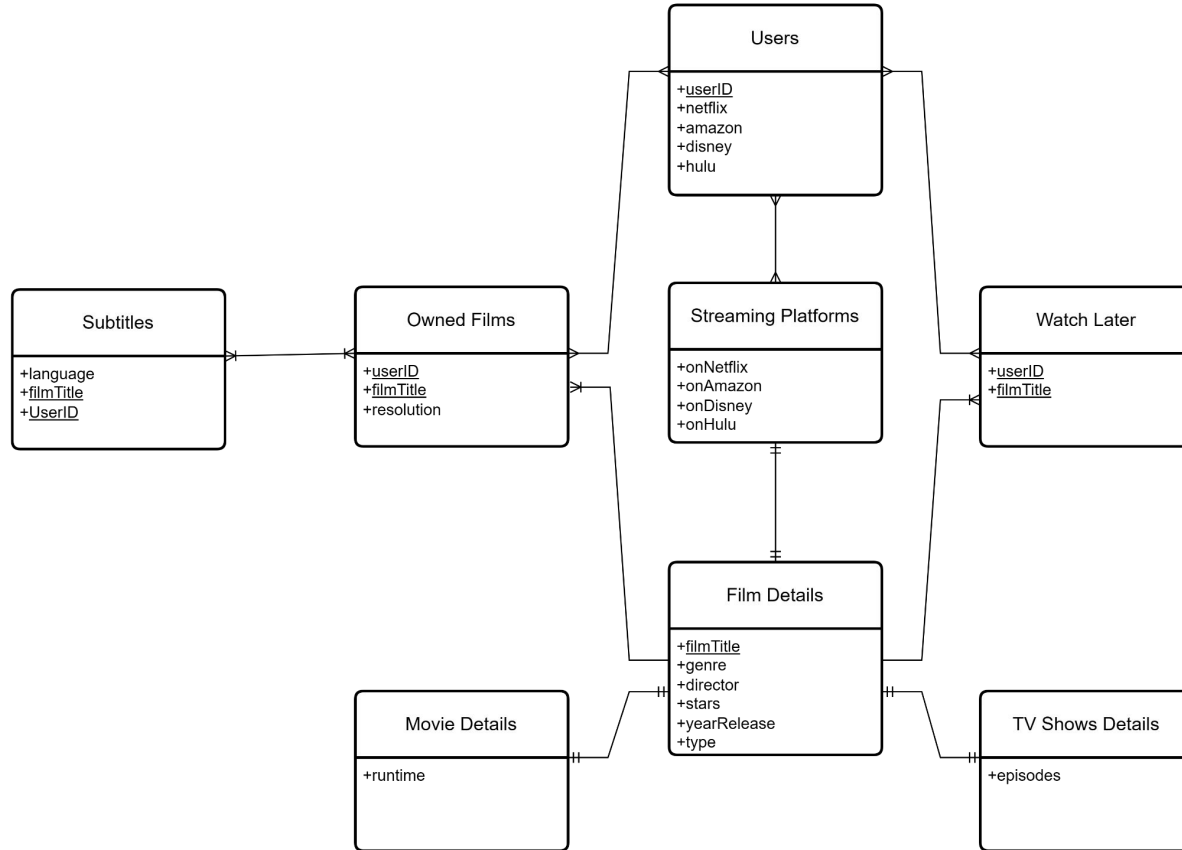 Users
+userID
+netflix
+amazon
+disney
+hulu
Subtitles
+language
+filmTitle
+UserID
Owned Films
+userID
+filmTitle
+resolution
Streaming Platforms
+onNetflix
+onAmazon
+onDisney
+onHulu
Watch Later
+userID
+filmTitle
Film Details
+filmTitle
+genre
+director
+stars
+yearRelease
+type
Movie Details
+runtime
TV Shows Details
+episodes